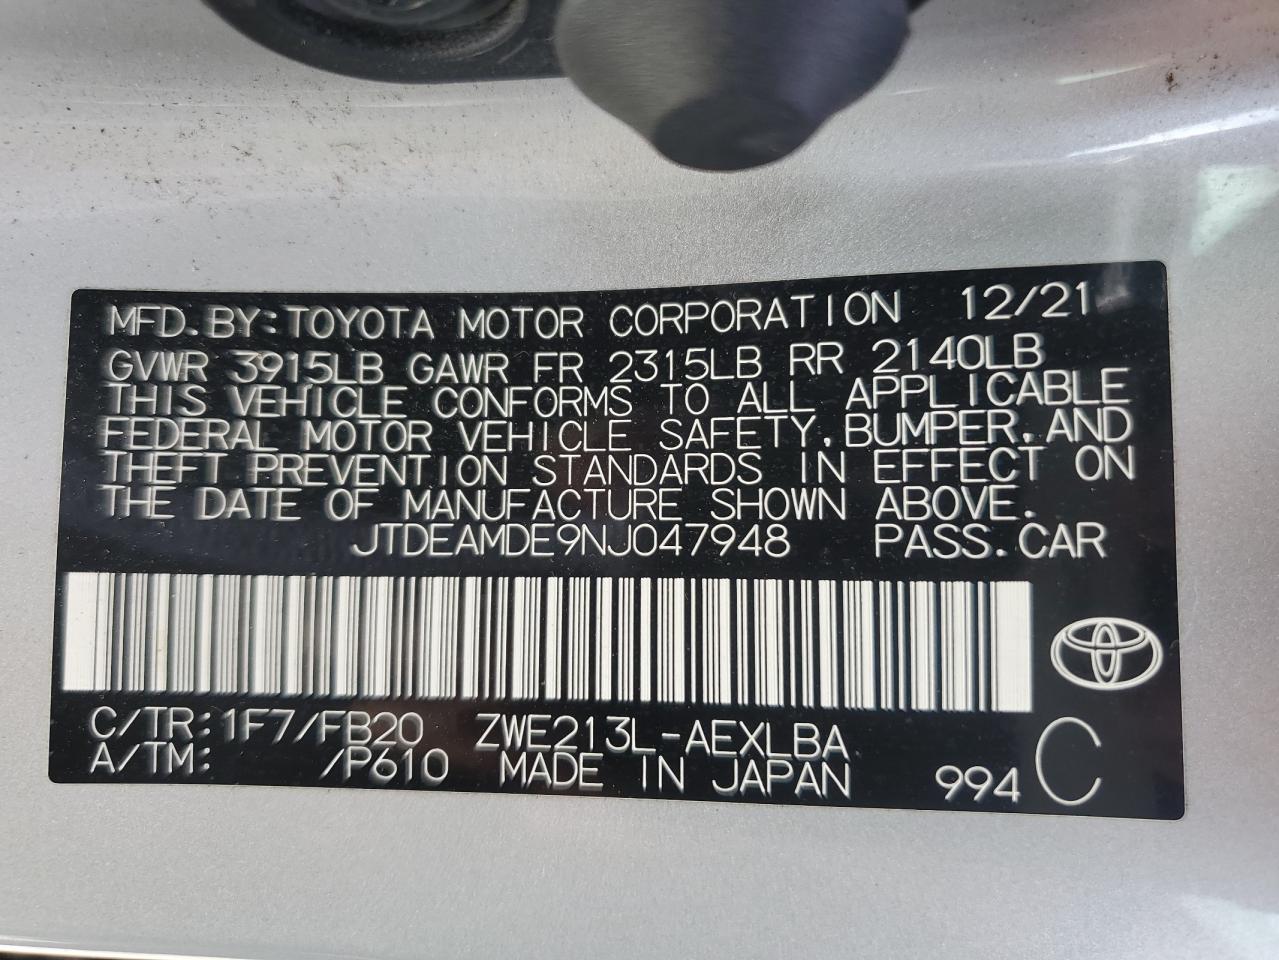 MFD.BY:TOYOTA MOTOR CORPORATION 12/21
GVWR 3915LB GAWR FR 2315LB RR 2140LB
THIS VEHICLE CONFORMS TO ALL APPLICABLE
FEDERAL MOTOR VEHICLE SAFETY,BUMPER,AND
THEFT PREVENTION STANDARDS IN EFFECT ON
THE DATE OF MANUFACTURE SHOWN ABOVE.
JTDEAMDE9NJ047948 PASS.CAR
C/TR:1F7/FB20 ZWE213L-AEXLBA
A/TM: /P610 MADE IN JAPAN 994 C